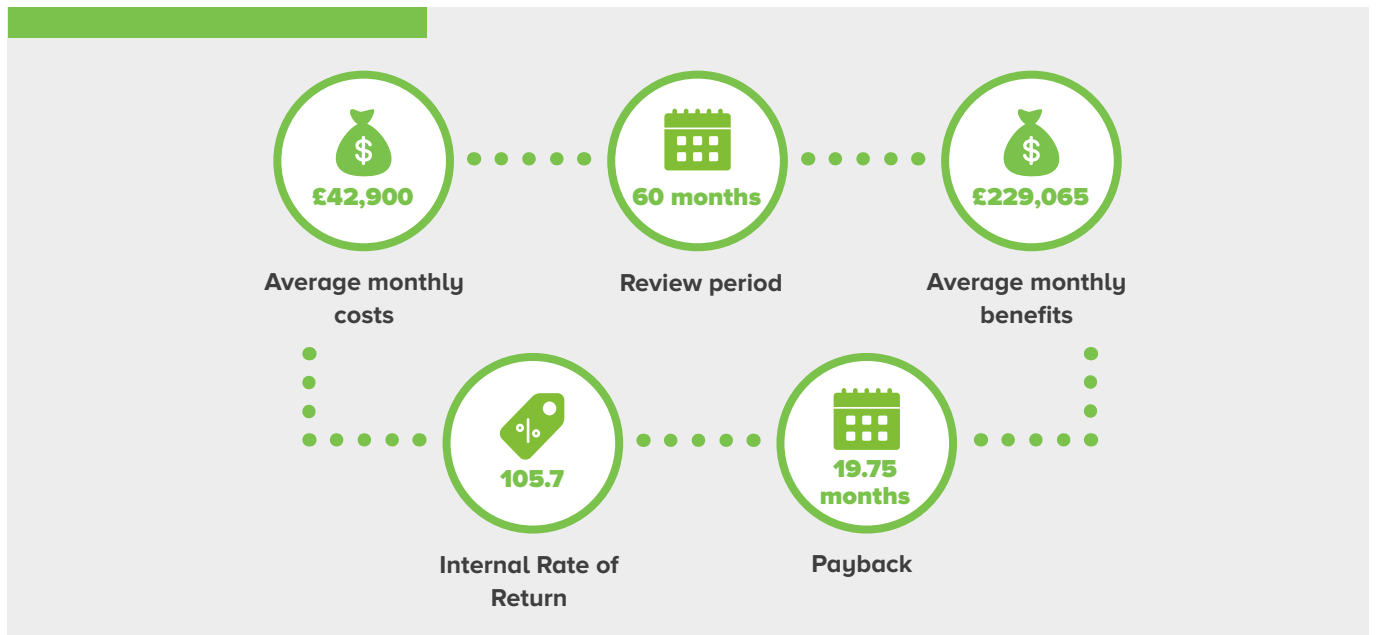 $
£42,900
Average monthly
costs
60 months
Review period
$
£229,065
Average monthly
benefits
%
105.7
Internal Rate of
Return
19.75
months
Payback